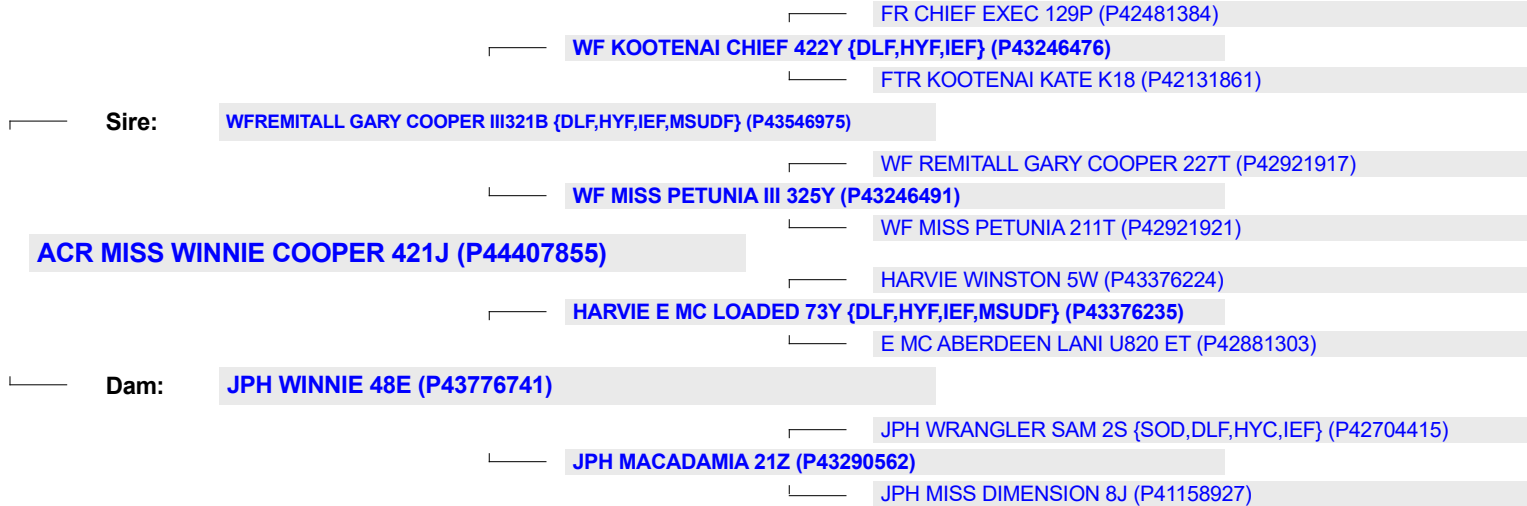 FR CHIEF EXEC 129P (P42481384)
WF KOOTENAI CHIEF 422Y {DLF,HYF,IEF} (P43246476)
FTR KOOTENAI KATE K18 (P42131861)
Sire: WFREMITALL GARY COOPER III321B {DLF,HYF,IEF,MSUDF} (P43546975)
WF REMITALL GARY COOPER 227T (P42921917)
WF MISS PETUNIA III 325Y (P43246491)
WF MISS PETUNIA 211T (P42921921)
ACR MISS WINNIE COOPER 421J (P44407855)
HARVIE WINSTON 5W (P43376224)
HARVIE E MC LOADED 73Y {DLF,HYF,IEF,MSUDF} (P43376235)
E MC ABERDEEN LANI U820 ET (P42881303)
Dam: JPH WINNIE 48E (P43776741)
JPH WRANGLER SAM 2S {SOD,DLF,HYC,IEF} (P42704415)
JPH MACADAMIA 21Z (P43290562)
JPH MISS DIMENSION 8J (P41158927)